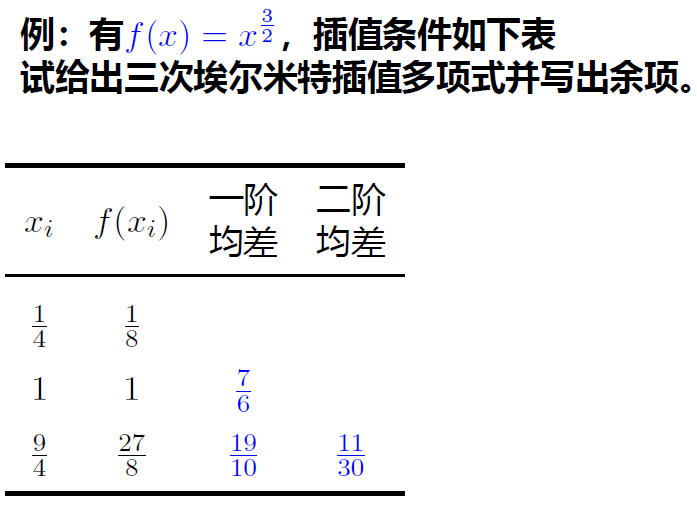 例：有$f(x) = x^{\frac{3}{2}}$，插值条件如下表
试给出三次埃尔米特插值多项式并写出余项。
$x_i$ $f(x_i)$ 一阶均差 二阶均差
$\frac{1}{4}$ $\frac{1}{8}$
1 1 $\frac{7}{6}$
$\frac{9}{4}$ $\frac{27}{8}$ $\frac{19}{10}$ $\frac{11}{30}$